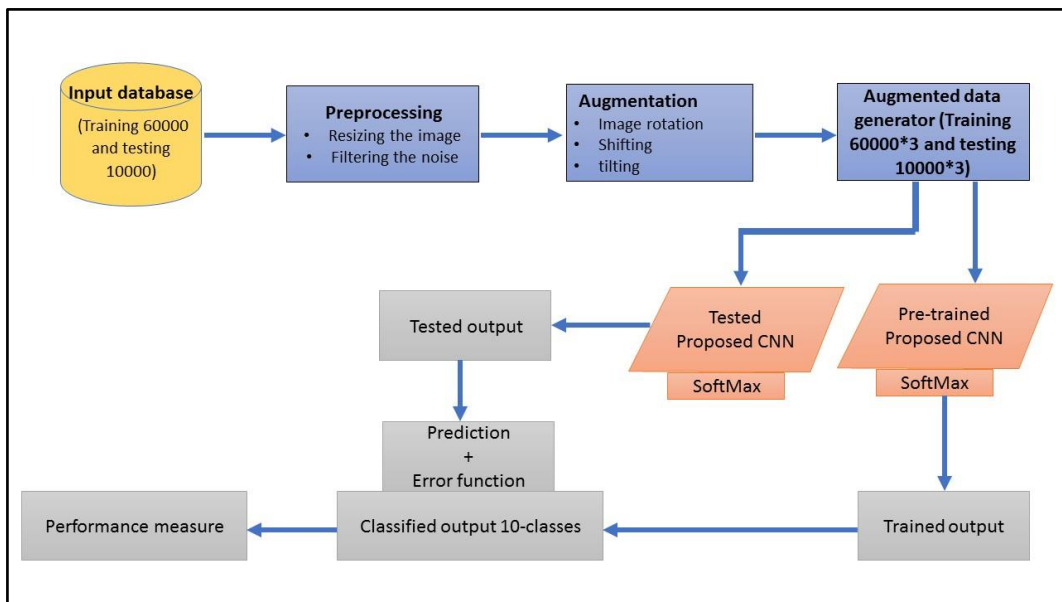 Input database
(Training 60000
and testing
10000)
Preprocessing
• Resizing the image
• Filtering the noise
Augmentation
• Image rotation
• Shifting
• tilting
Augmented data
generator (Training
60000*3 and testing
10000*3)
Tested output
Tested
Proposed CNN
SoftMax
Pre-trained
Proposed CNN
SoftMax
Prediction
+
Error function
Performance measure
Classified output 10-classes
Trained output